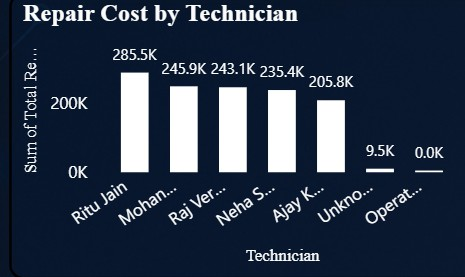 Repair Cost by Technician
Sum of Total Re...
285.5K
245.9K
243.1K
235.4K
205.8K
9.5K
0.0K
200K
0K
Ritu Jain
Mohan...
Raj Ver...
Neha S...
Ajay K...
Unkno...
Operat...
Technician